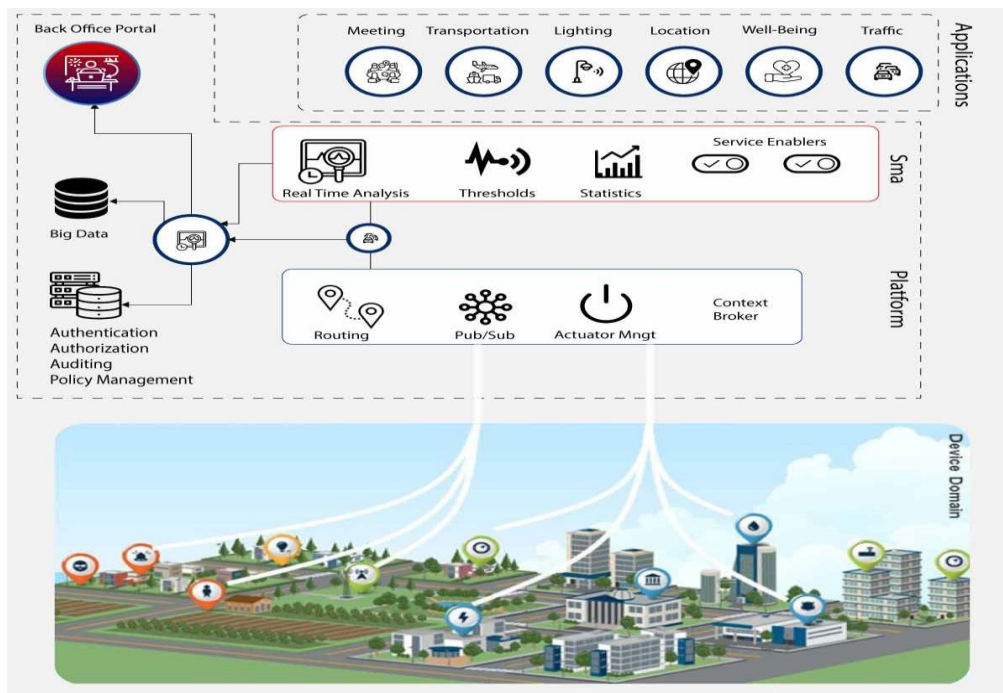 Back Office Portal
Meeting
Transportation
Lighting
Location
Well-Being
Traffic
Applications
Real Time Analysis
Thresholds
Statistics
Service Enablers
Sma
Big Data
Authentication
Authorization
Auditing
Policy Management
Routing
Pub/Sub
Actuator Mngt
Context
Broker
Platform
Device Domain